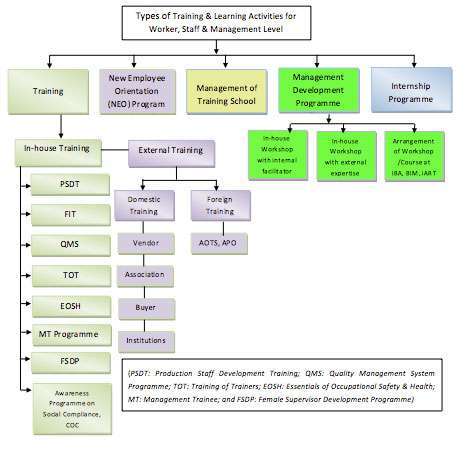 Types of Training & Learning Activities for
Worker, Staff & Management Level
Training
New Employee
Orientation
(NEO) Program
Management of
Training School
Management
Development
Programme
Internship
Programme
In-house Training
External Training
In-house
Workshop
with internal
facilitator
In-house
Workshop
with external
expertise
Arrangement
of Workshop
/Course at
IBA, BIM, IART
PSDT
FIT
QMS
TOT
EOSH
MT Programme
FSDP
Awareness
Programme on
Social Compliance,
COC
Domestic
Training
Foreign
Training
Vendor
AOTS, APO
Association
Buyer
Institutions
(PSDT: Production Staff Development Training; QMS: Quality Management System
Programme; TOT: Training of Trainers; EOSH: Essentials of Occupational Safety & Health;
MT: Management Trainee; and FSDP: Female Supervisor Development Programme)